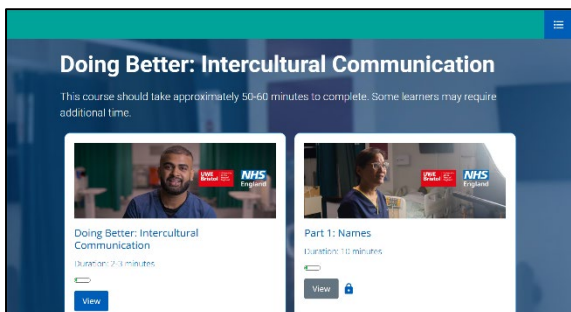 Doing Better: Intercultural Communication
This course should take approximately 50-60 minutes to complete. Some learners may require
additional time.
UWE
Bristol
NHS
England
Doing Better: Intercultural
Communication
Duration: 2-3 minutes
View
UWE
Bristol
NHS
England
Part 1: Names
Duration: 10 minutes
View